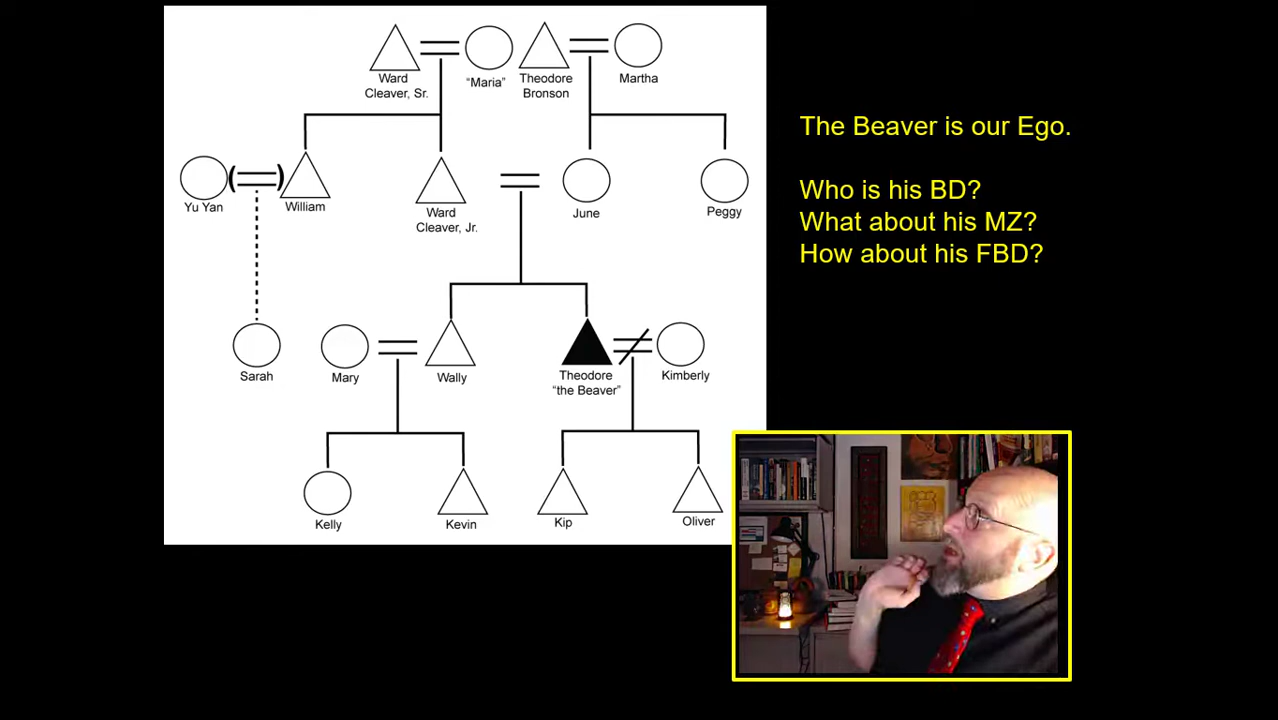 Ward
Cleaver, Sr.
“Maria”
Theodore
Bronson
Martha
Yu Yan
William
Ward
Cleaver, Jr.
June
Peggy
Sarah
Mary
Wally
Theodore
“the Beaver”
Kimberly
Kelly
Kevin
Kip
Oliver
The Beaver is our Ego.
Who is his BD?
What about his MZ?
How about his FBD?